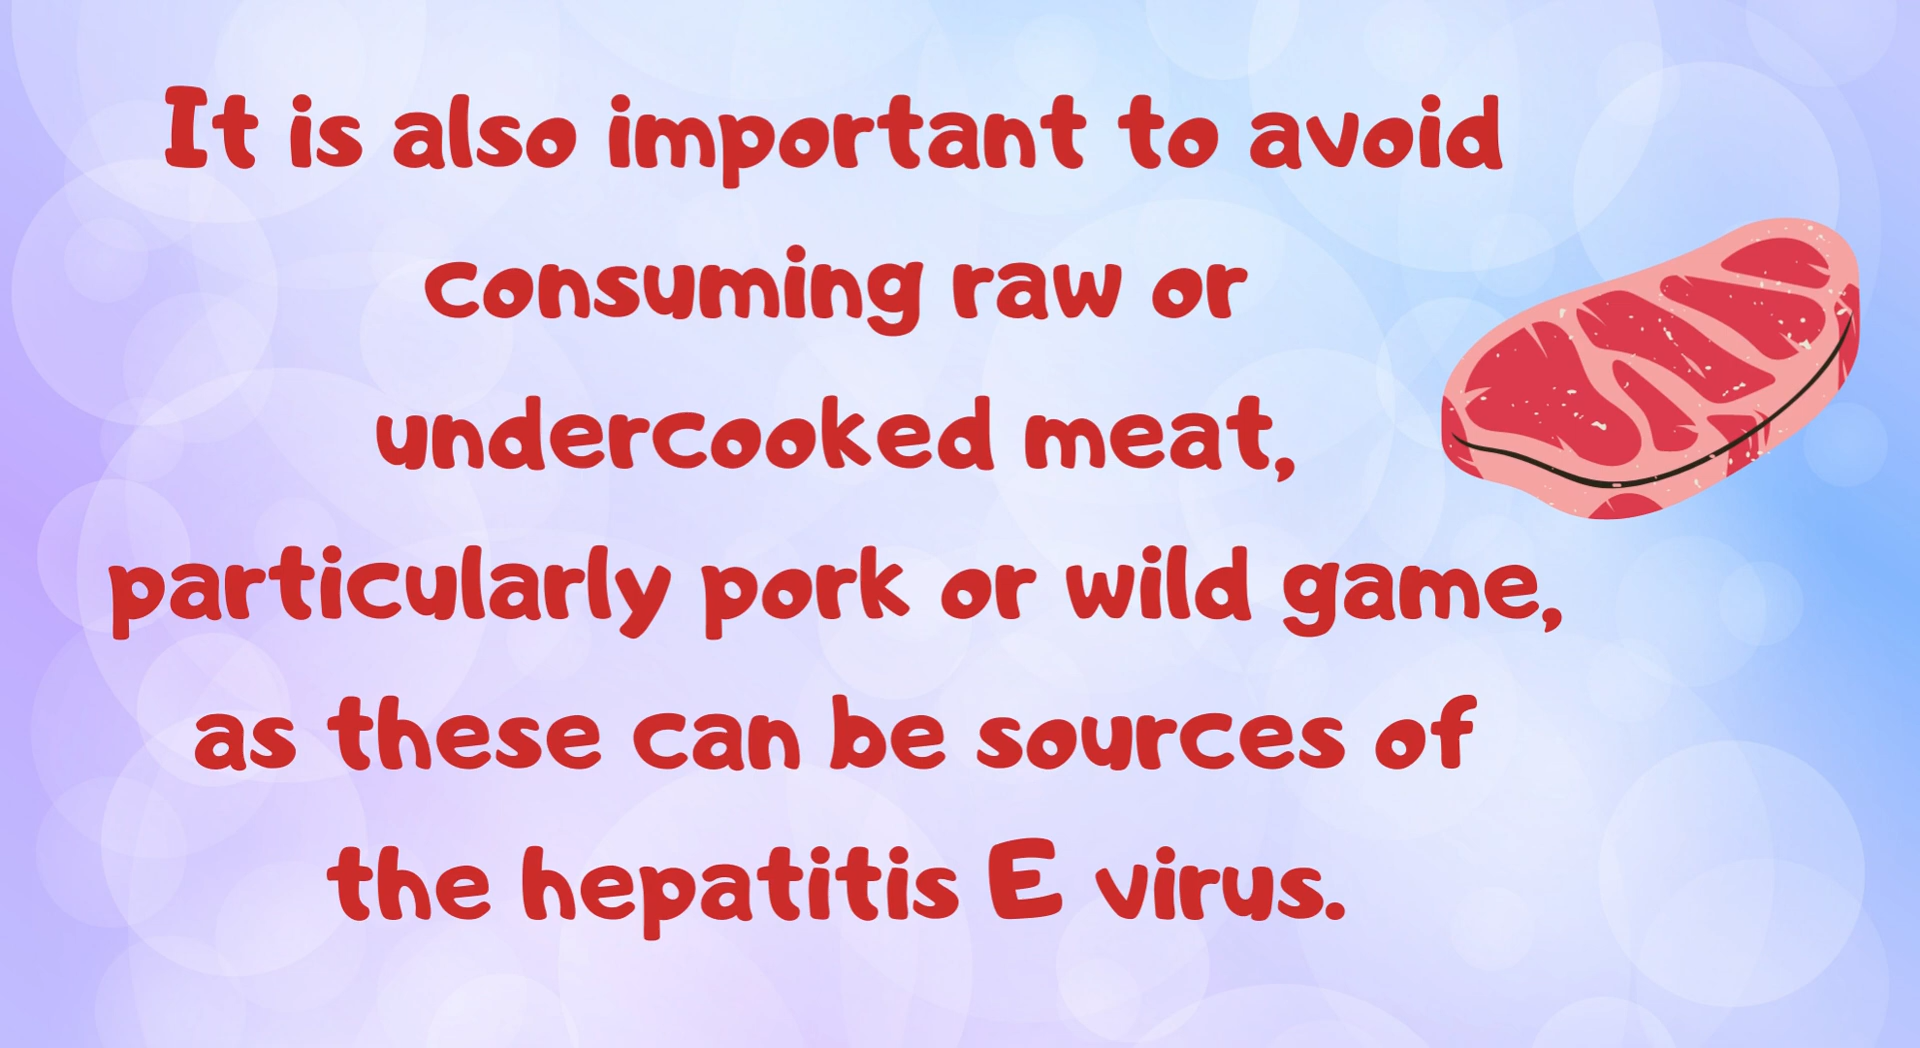 It is also important to avoid
consuming raw or
undercooked meat,
particularly pork or wild game,
as these can be sources of
the hepatitis E virus.